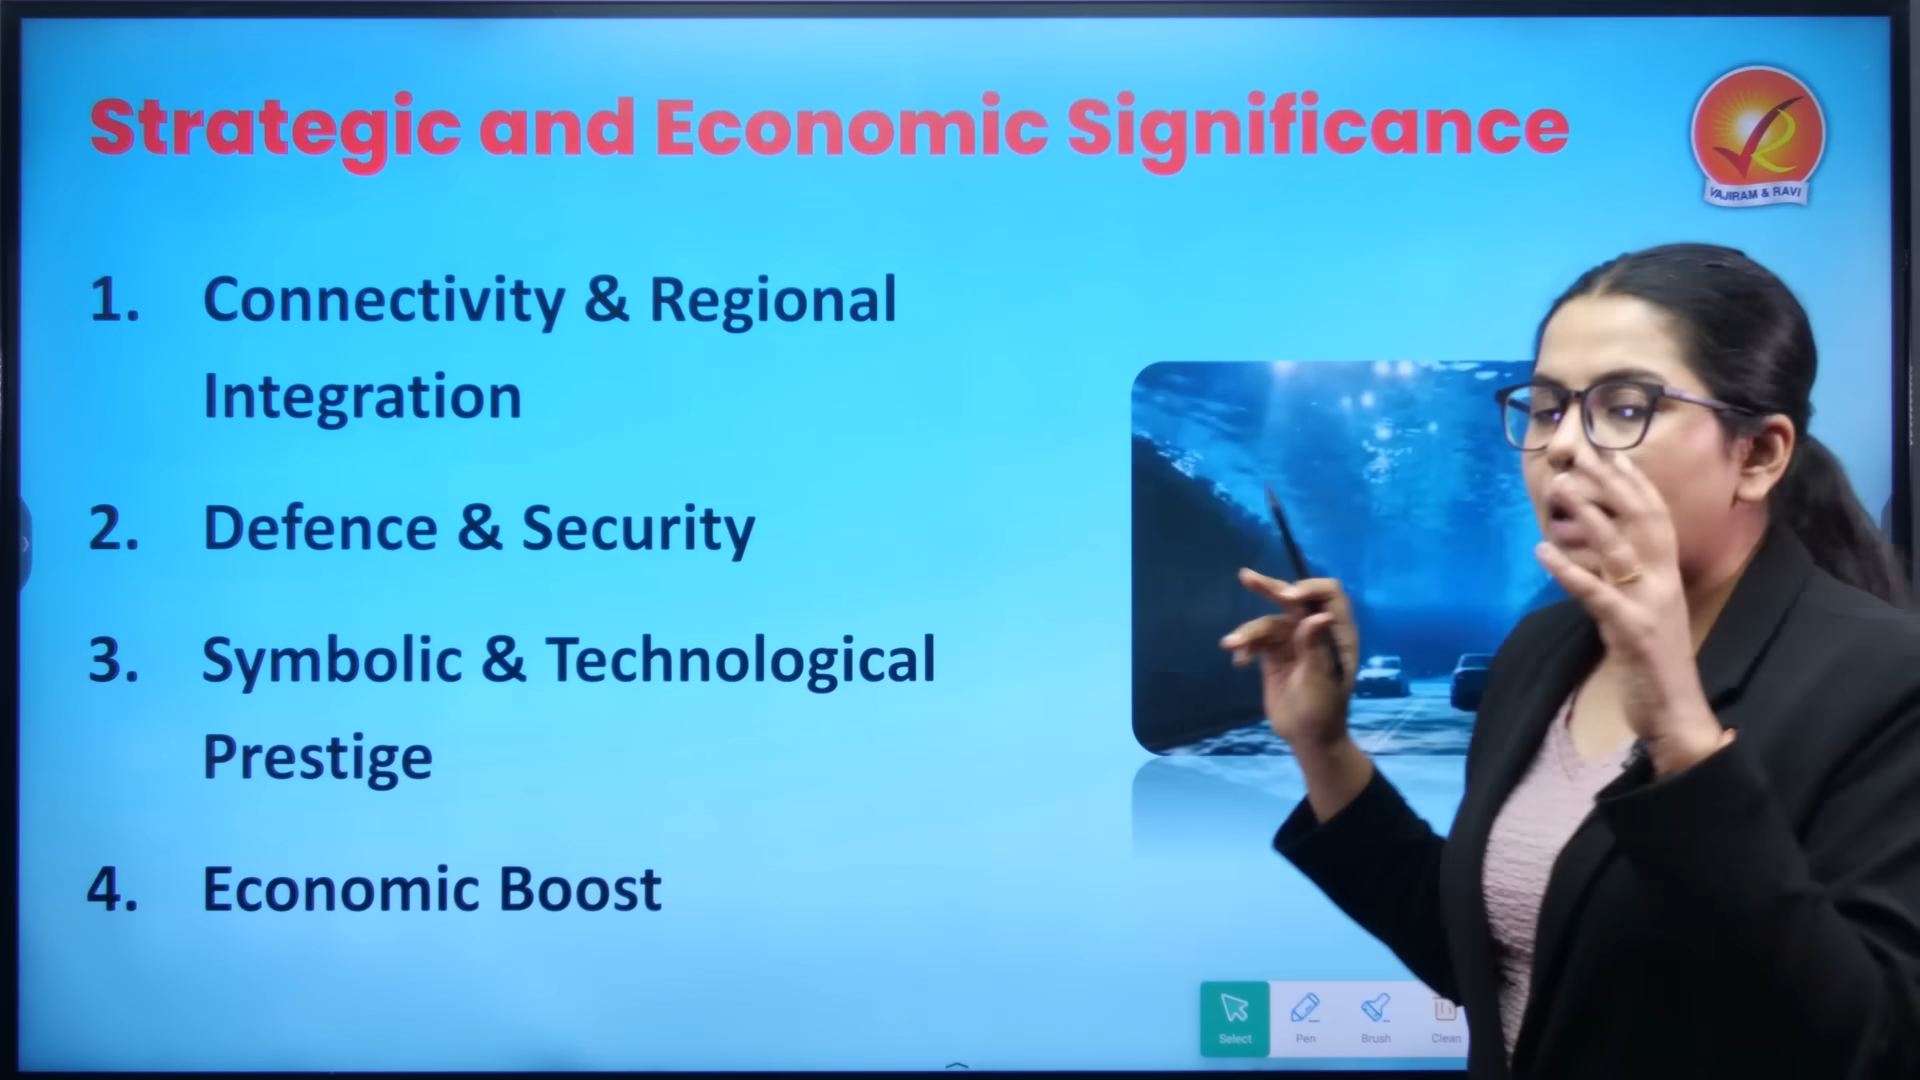 Strategic and Economic Significance
VAJIRAM & RAVI
1. Connectivity & Regional
Integration
2. Defence & Security
3. Symbolic & Technological
Prestige
4. Economic Boost
Select
Pen
Brush
Clean